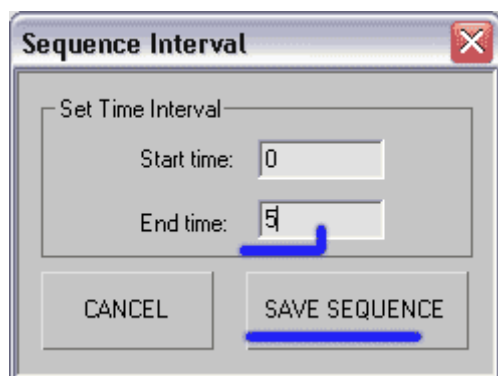 Sequence Interval
Set Time Interval
Start time: 0
End time: 5
CANCEL SAVE SEQUENCE